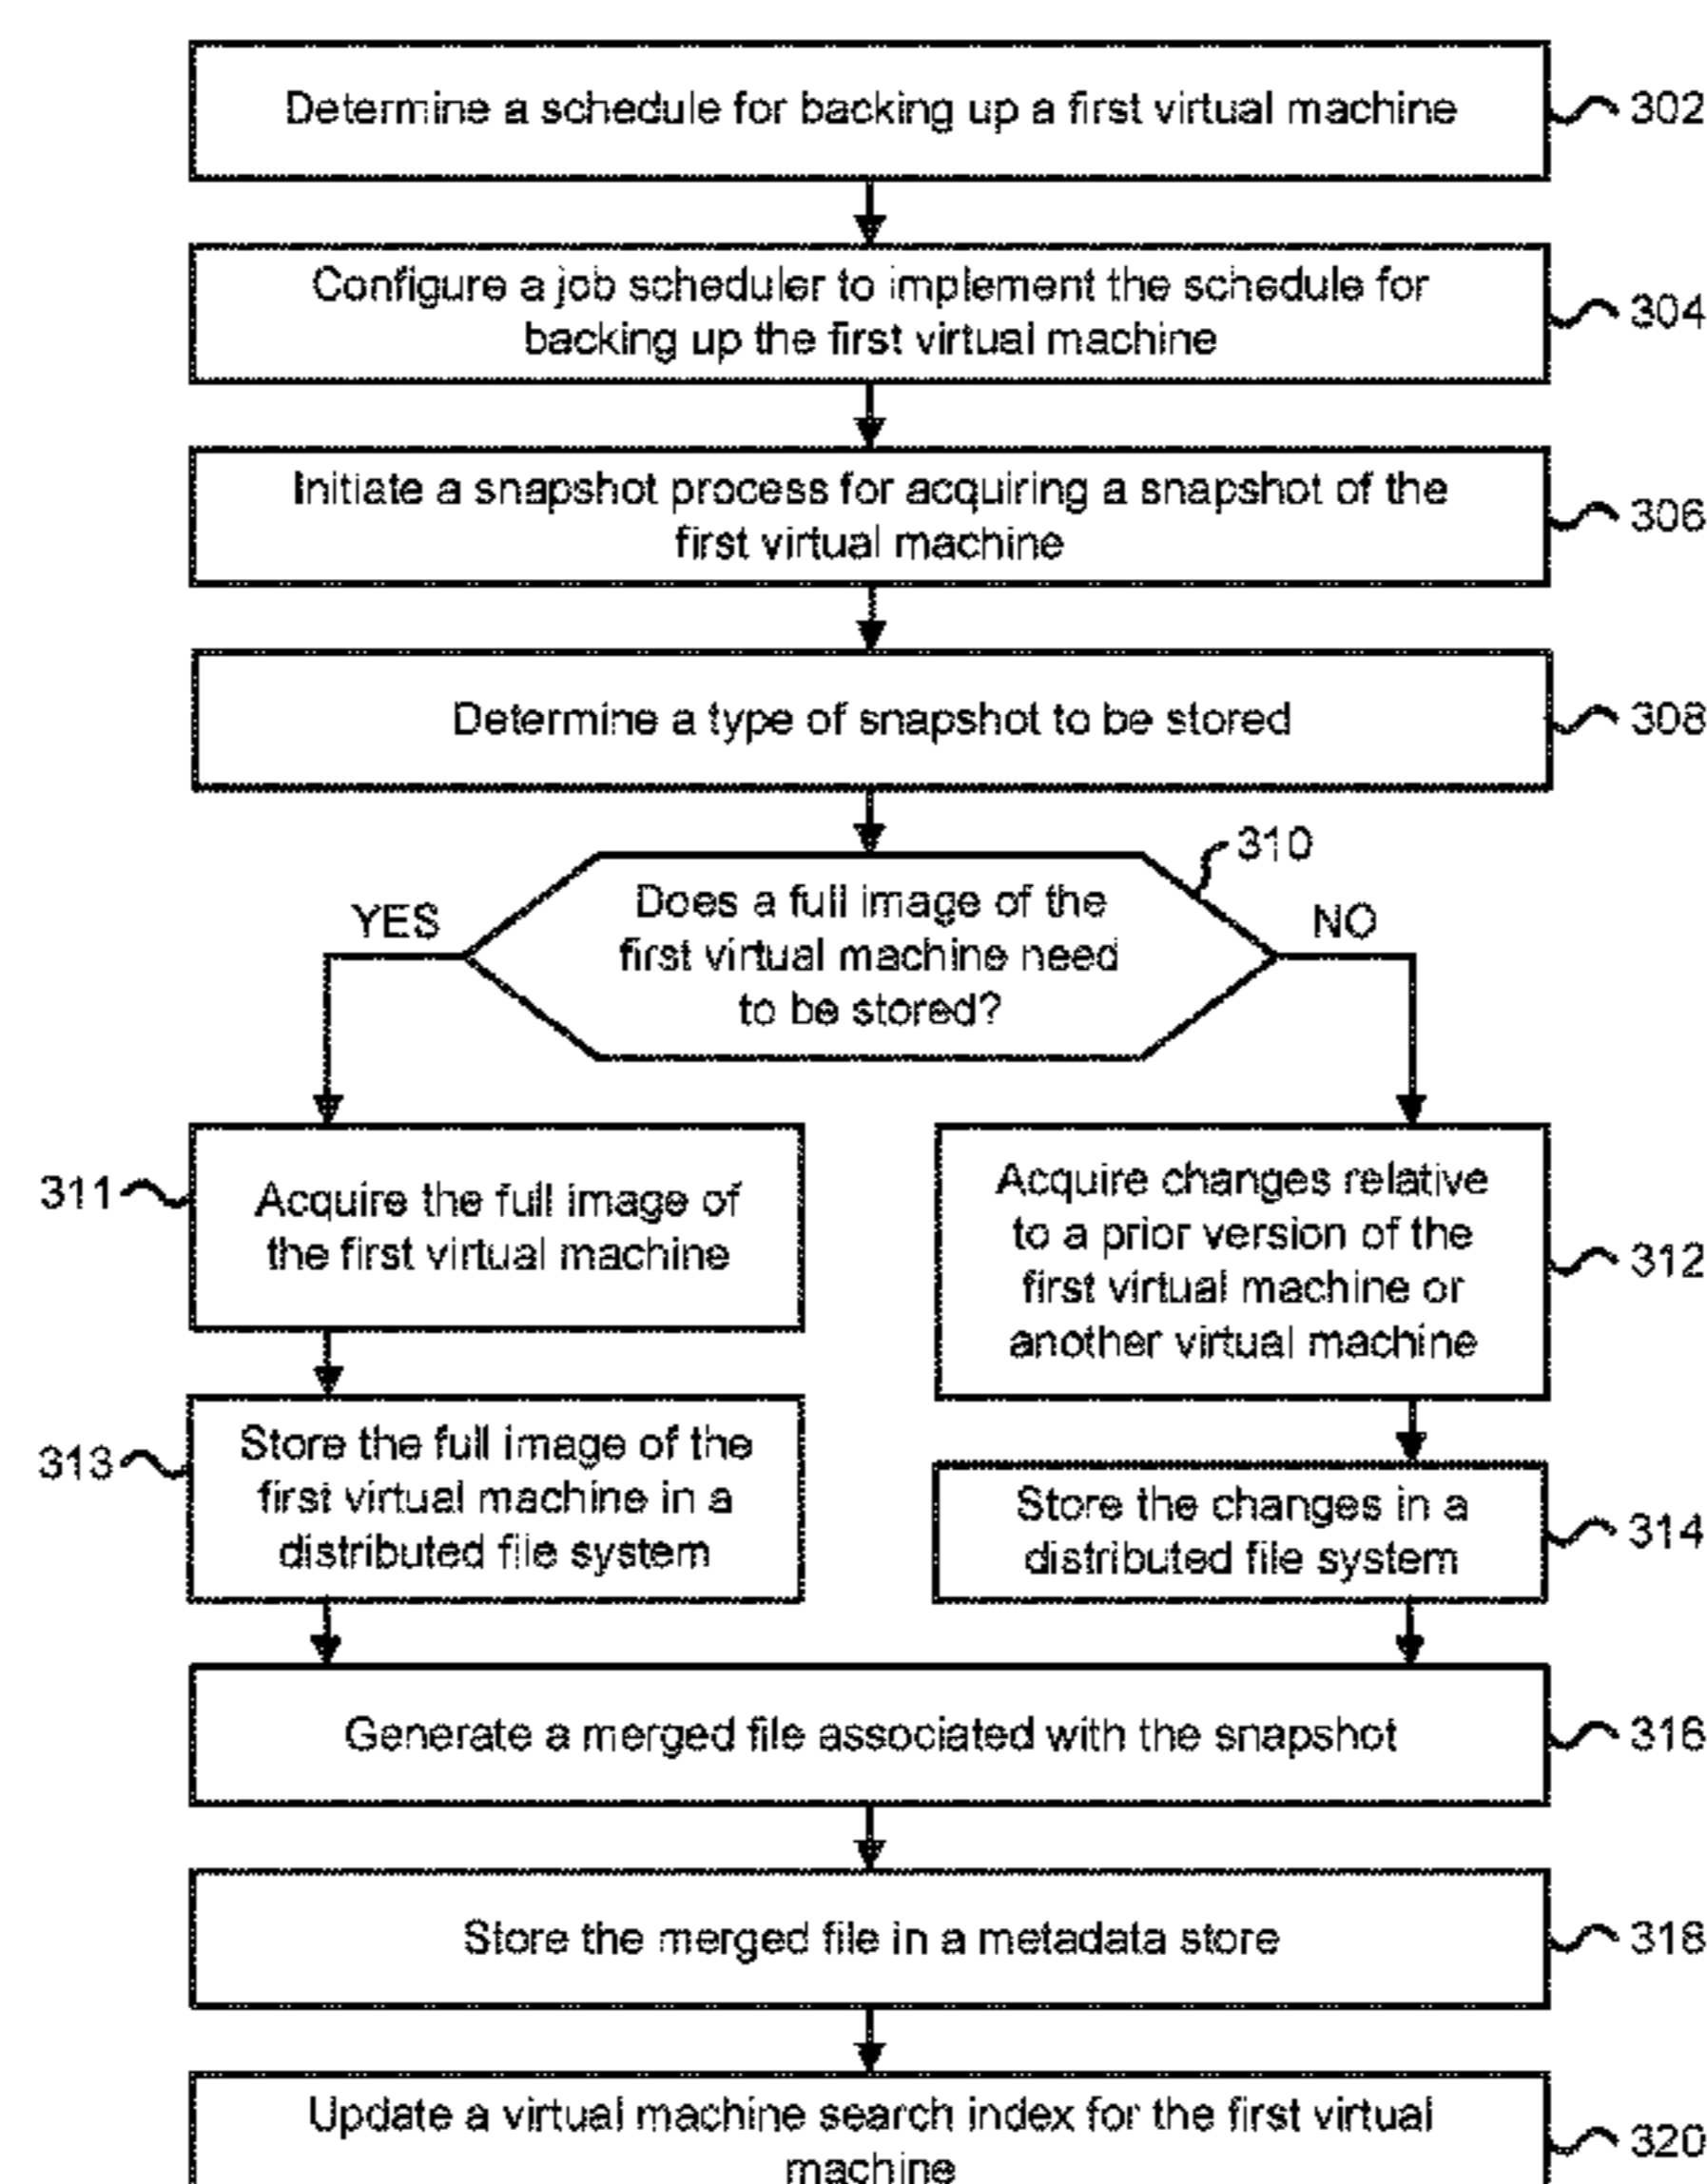 Determine a schedule for backing up a first virtual machine
302
Configure a job scheduler to implement the schedule for
backing up the first virtual machine
304
Initiate a snapshot process for acquiring a snapshot of the
first virtual machine
306
Determine a type of snapshot to be stored
308
310
Does a full image of the
first virtual machine need
to be stored?
YES
NO
311
Acquire the full image of
the first virtual machine
Acquire changes relative
to a prior version of the
first virtual machine or
another virtual machine
312
313
Store the full image of the
first virtual machine in a
distributed file system
Store the changes in a
distributed file system
314
Generate a merged file associated with the snapshot
316
Store the merged file in a metadata store
318
Update a virtual machine search index for the first virtual
machine
320